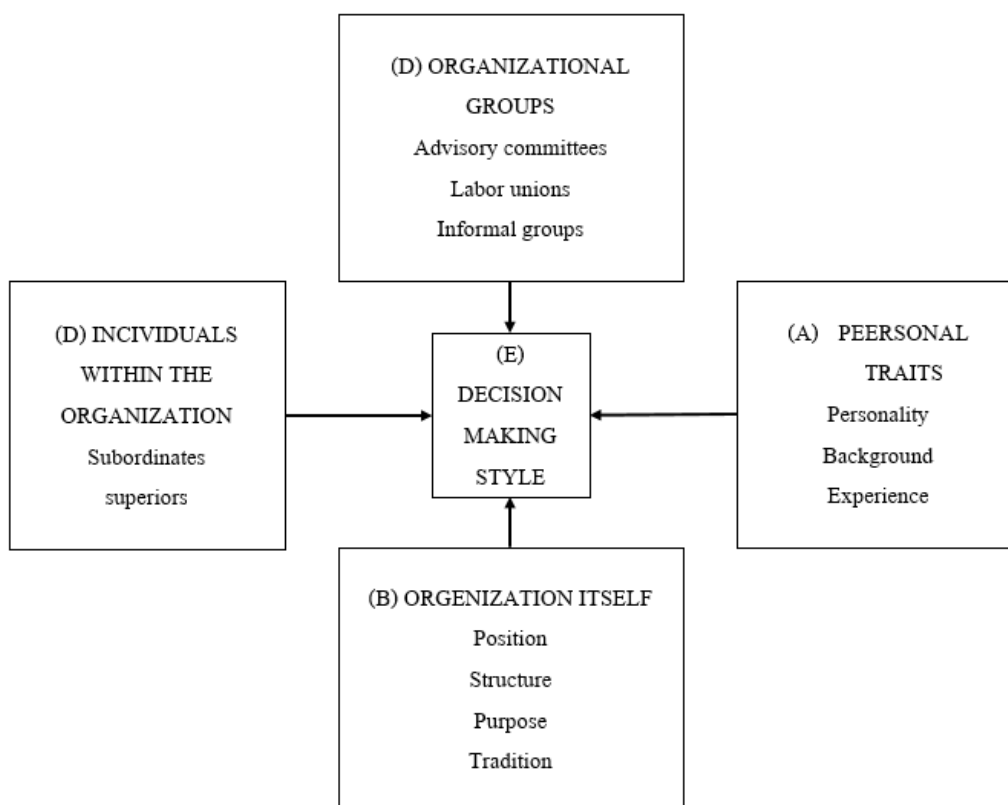 (D) ORGANIZATIONAL
GROUPS
Advisory committees
Labor unions
Informal groups
(D) INCIVIDUALS
WITHIN THE
ORGANIZATION
Subordinates
superiors
(E)
DECISION
MAKING
STYLE
(A) PEERSONAL
TRAITS
Personality
Background
Experience
(B) ORGENIZATION ITSELF
Position
Structure
Purpose
Tradition